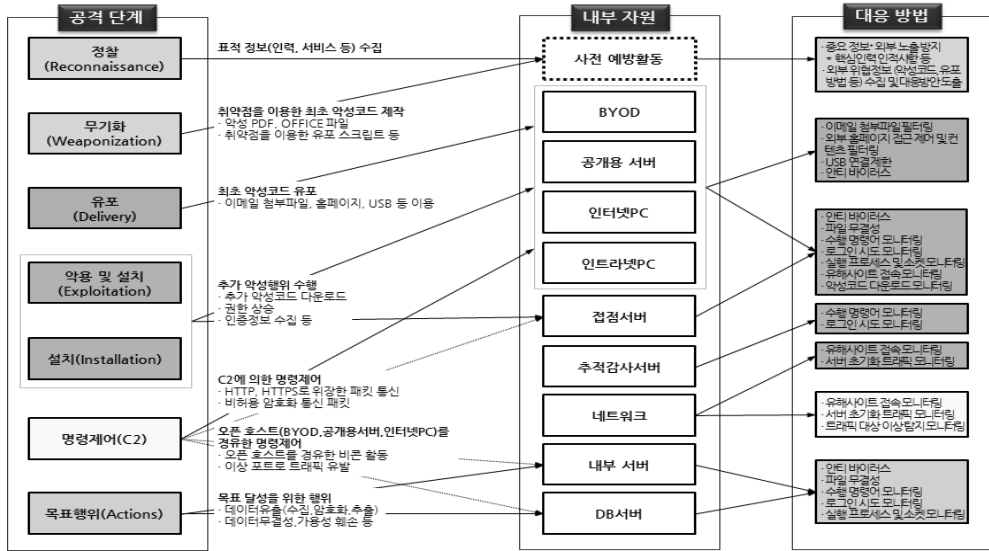 공격 단계
정찰
(Reconnaissance)
무기화
(Weaponization)
유포
(Delivery)
악용 및 설치
(Exploitation)
설치(Installation)
명령제어(C2)
목표행위(Actions)
표적 정보(인력, 서비스 등) 수집
취약점을 이용한 최초 악성코드 제작
· 악성 PDF, OFFICE 파일
· 취약점을 이용한 유포 스크립트 등
최초 악성코드 유포
· 이메일 첨부파일, 홈페이지, USB 등 이용
추가 악성행위 수행
· 추가 악성코드 다운로드
· 권한 상승
· 인증정보 수집 등
C2에 의한 명령제어
· HTTP, HTTPS로 위장한 패킷 통신
· 비허용 암호화 통신 패킷
오픈 호스트(BYOD,공개용서버,인터넷PC)를
경유한 명령제어
· 오픈 호스트를 경유한 비콘 활동
· 이상 포트로 트래픽 유발
목표 달성을 위한 행위
· 데이터유출(수집,암호화,추출)
· 데이터무결성,가용성 훼손 등
내부 자원
사전 예방활동
BYOD
공개용 서버
인터넷PC
인트라넷PC
접점서버
추적감사서버
네트워크
내부 서버
DB서버
대응 방법
· 중요 정보* 외부 노출 방지
* 핵심인력 인적사항 등
· 외부 위협정보 (악성코드, 유포
방법 등) 수집 및 대응방안 도출
· 이메일 첨부파일 필터링
· 외부 홈페이지 접근 제어 및 컨
텐츠 필터링
· USB 연결 제한
· 안티 바이러스
· 안티 바이러스
· 파일 무결성
· 수행 명령어 모니터링
· 로그인 시도 모니터링
· 실행 프로세스 및 소켓 모니터링
· 유해사이트 접속 모니터링
· 악성코드 다운로드 모니터링
· 수행 명령어 모니터링
· 로그인 시도 모니터링
· 유해사이트 접속 모니터링
· 서버 초기화 트래픽 모니터링
· 유해사이트 접속 모니터링
· 서버 초기화 트래픽 모니터링
· 트래픽 대상 이상 탐지 모니터링
· 안티 바이러스
· 파일 무결성
· 수행 명령어 모니터링
· 로그인 시도 모니터링
· 실행 프로세스 및 소켓 모니터링